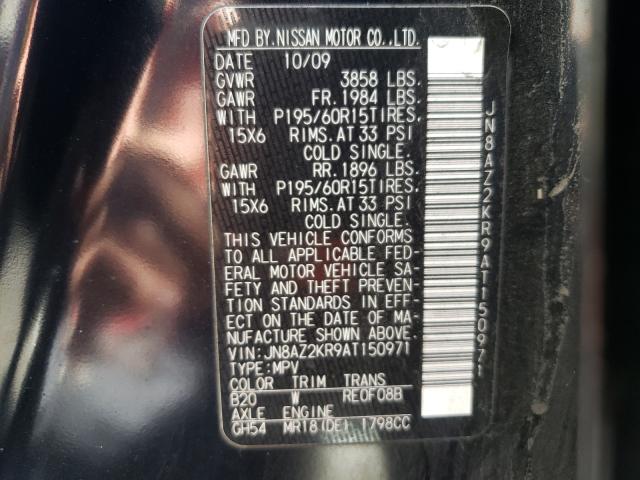 MFD BY.NISSAN MOTOR CO.,LTD.
DATE 10/09
GVWR 3858 LBS.
GAWR FR. 1984 LBS.
WITH P195/60R15TIRES.
15X6 RIMS.AT 33 PSI
COLD SINGLE.
GAWR RR. 1896 LBS.
WITH P195/60R15TIRES.
15X6 RIMS.AT 33 PSI
COLD SINGLE.
THIS VEHICLE CONFORMS
TO ALL APPLICABLE FED-
ERAL MOTOR VEHICLE SA-
FETY AND THEFT PREVEN-
TION STANDARDS IN EFF-
ECT ON THE DATE OF MA-
NUFACTURE SHOWN ABOVE.
VIN:JN8AZ2KR9AT150971
TYPE:MPV
COLOR TRIM TRANS
B20 W RE0F08B
AXLE ENGINE
GH54 MR18(DE) 1798CC
JN8AZ2KR9AT150971